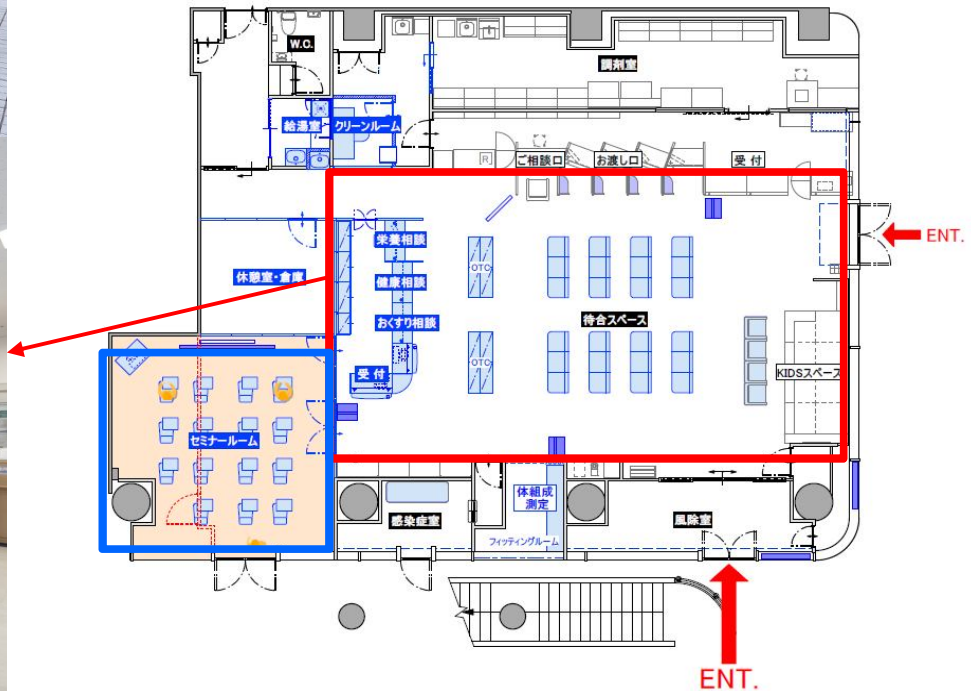 W.C.
調剤室
給湯室
クリーンルーム
R
ご相談口
お渡し口
受付
ENT.
栄養相談
OTC
休憩室・倉庫
健康相談
おくすり相談
待合スペース
OTC
受付
KIDSスペース
セミナールーム
体組成
測定
感染症室
風除室
フィッティングルーム
ENT.